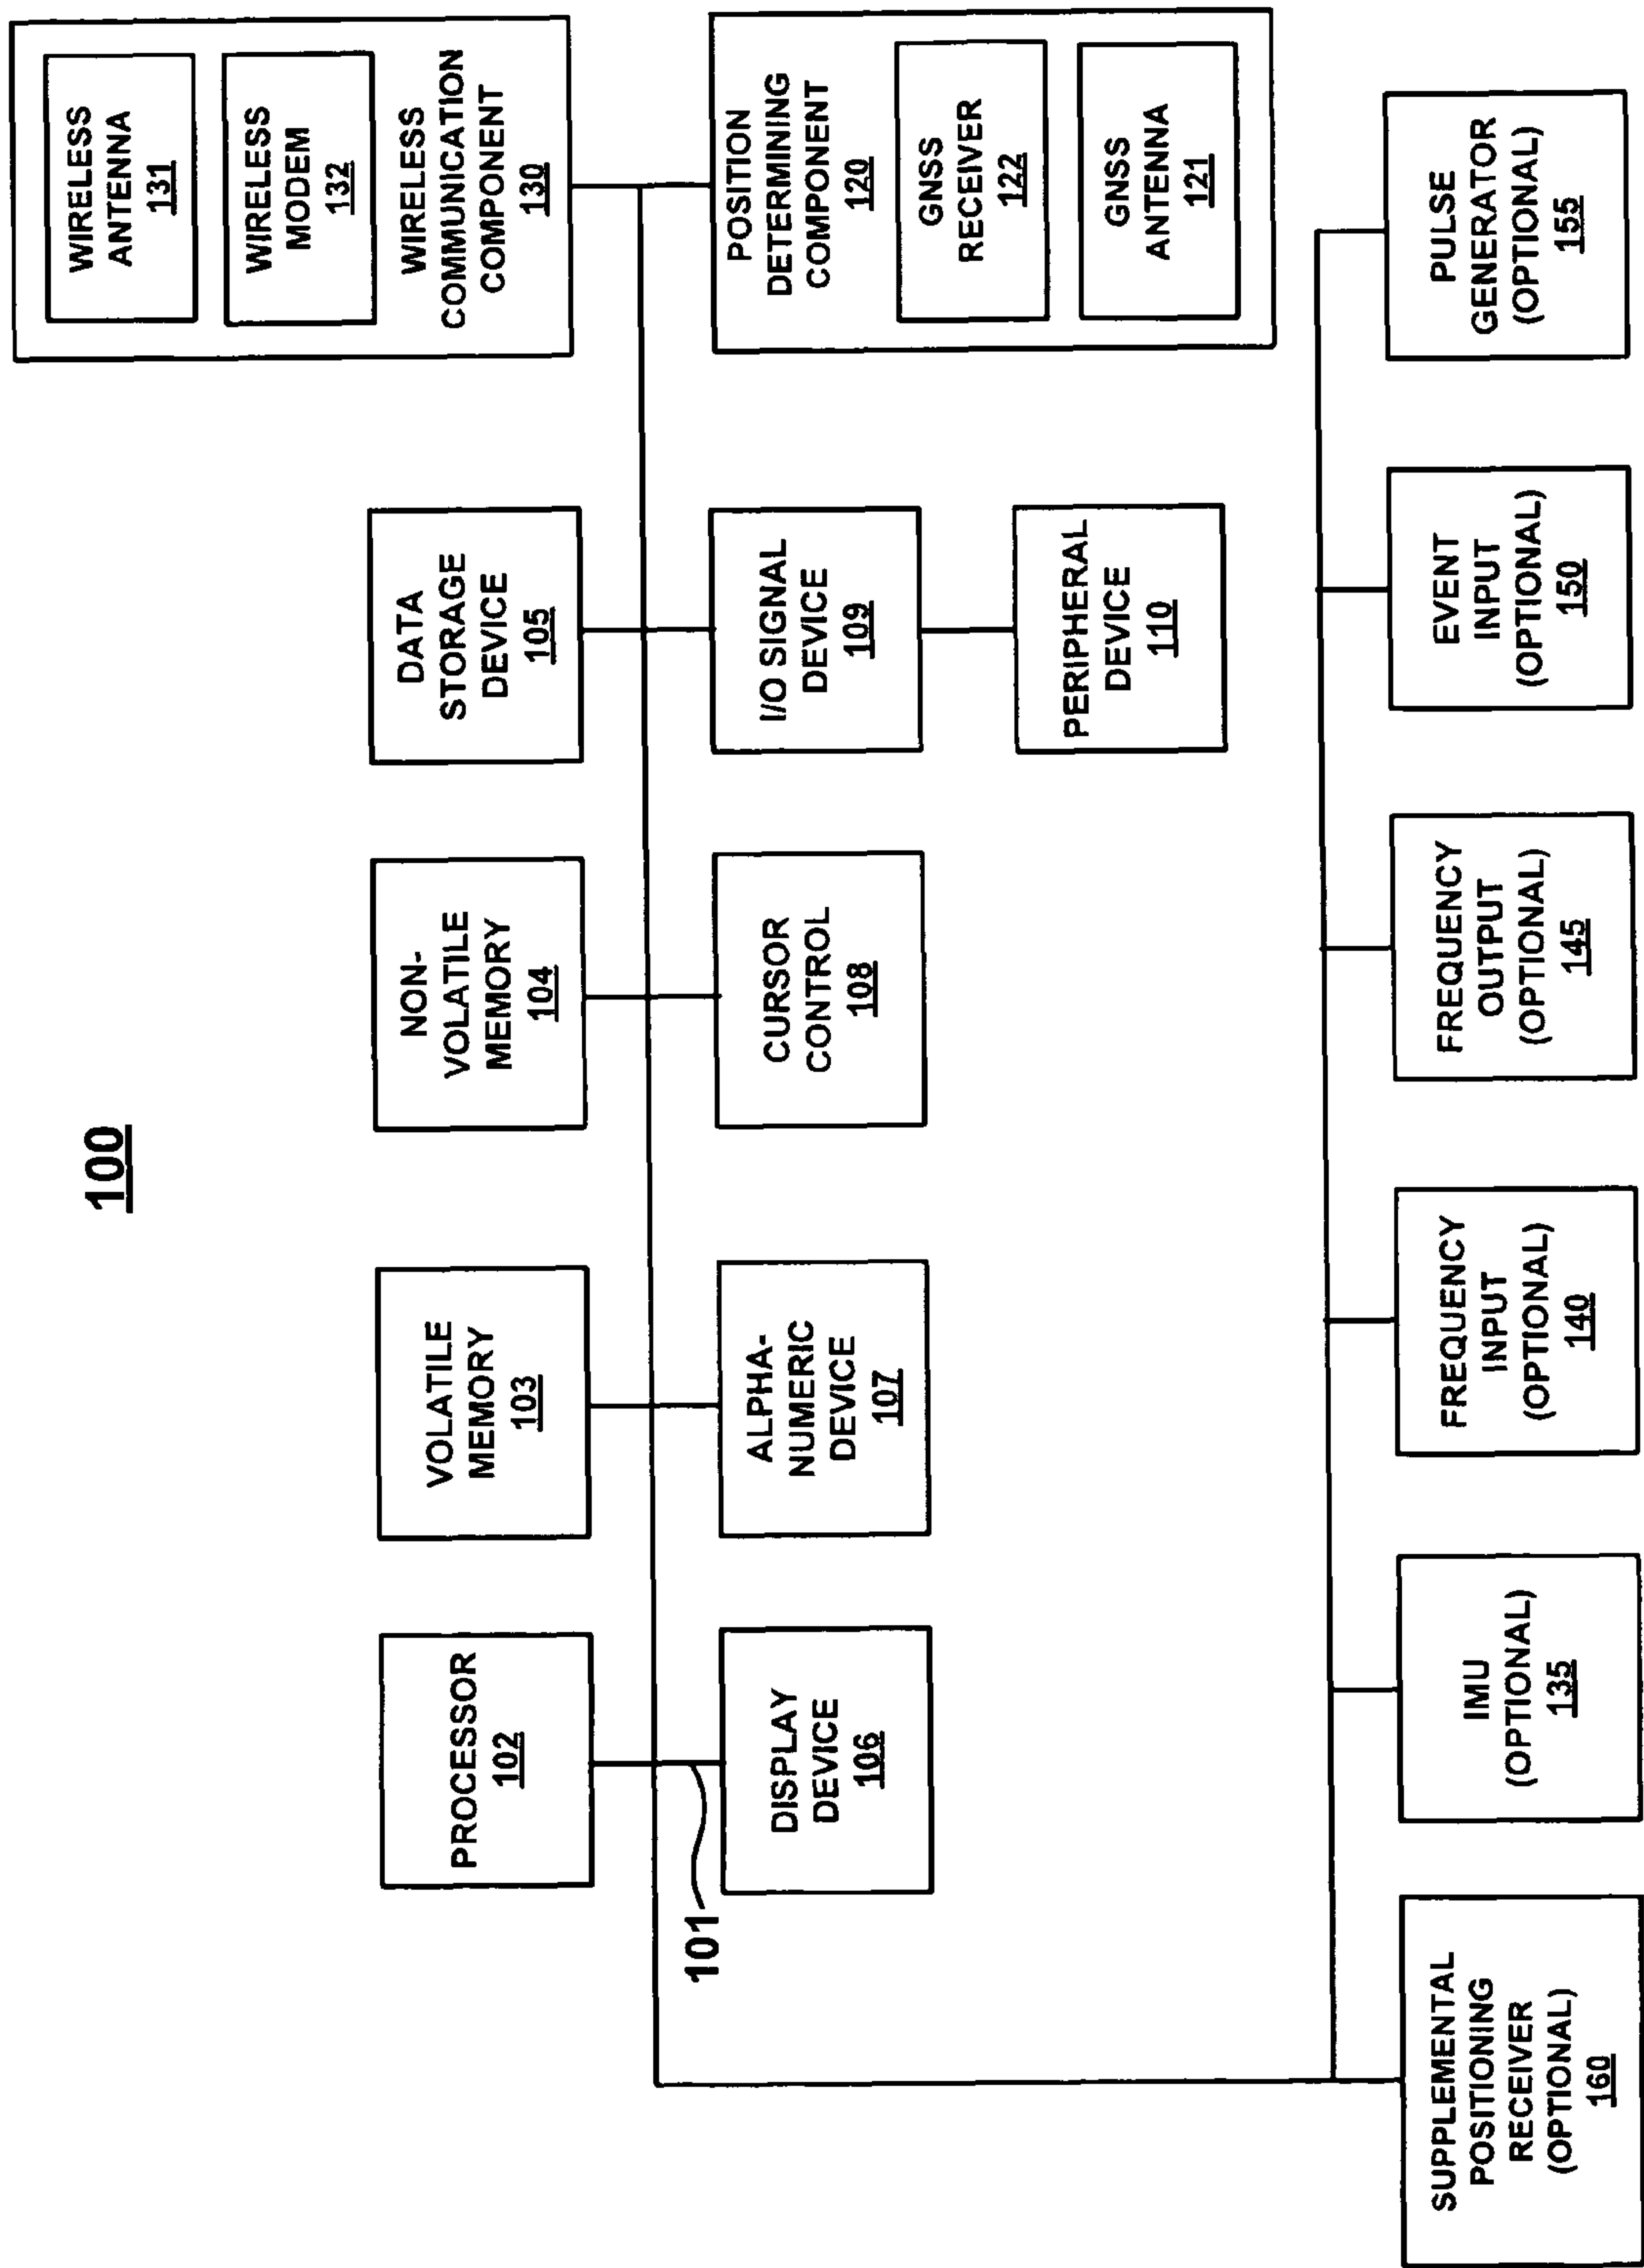 100
PROCESSOR
102
VOLATILE
MEMORY
103
NON-
VOLATILE
MEMORY
104
DATA
STORAGE
DEVICE
105
WIRELESS
ANTENNA
131
WIRELESS
MODEM
132
WIRELESS
COMMUNICATION
COMPONENT
130
101
DISPLAY
DEVICE
106
ALPHA-
NUMERIC
DEVICE
107
CURSOR
CONTROL
108
I/O SIGNAL
DEVICE
109
PERIPHERAL
DEVICE
110
POSITION
DETERMINING
COMPONENT
120
GNSS
RECEIVER
122
GNSS
ANTENNA
121
SUPPLEMENTAL
POSITIONING
RECEIVER
(OPTIONAL)
160
IMU
(OPTIONAL)
135
FREQUENCY
INPUT
(OPTIONAL)
140
FREQUENCY
OUTPUT
(OPTIONAL)
145
EVENT
INPUT
(OPTIONAL)
150
PULSE
GENERATOR
(OPTIONAL)
155